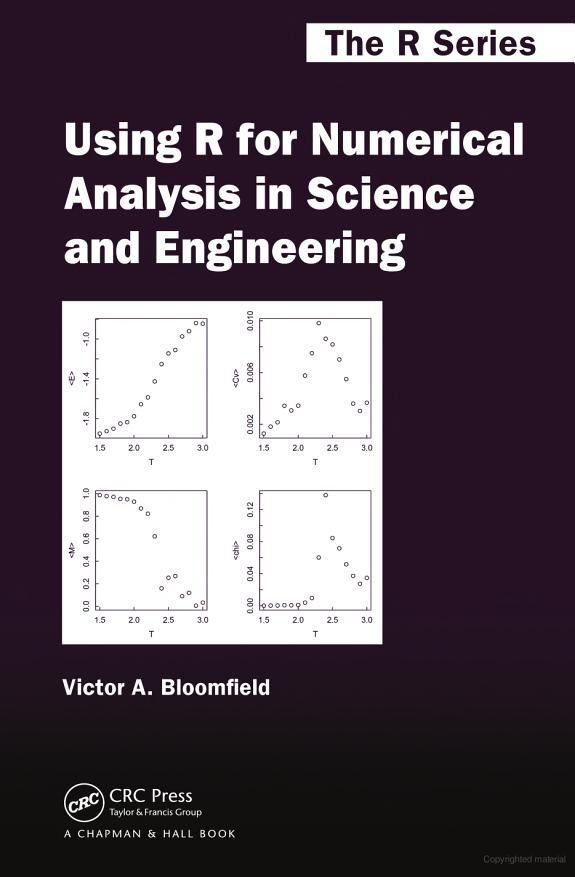 The R Series
Using R for Numerical
Analysis in Science
and Engineering
<E>
-1.0
-1.4
-1.8
1.5 2.0 2.5 3.0
T
<Cv>
0.010
0.006
0.002
1.5 2.0 2.5 3.0
T
<M>
1.0
0.8
0.6
0.4
0.2
0.0
1.5 2.0 2.5 3.0
T
<chi>
0.12
0.08
0.04
0.00
1.5 2.0 2.5 3.0
T
Victor A. Bloomfield
CRC CRC Press
Taylor & Francis Group
A CHAPMAN & HALL BOOK
Copyrighted material